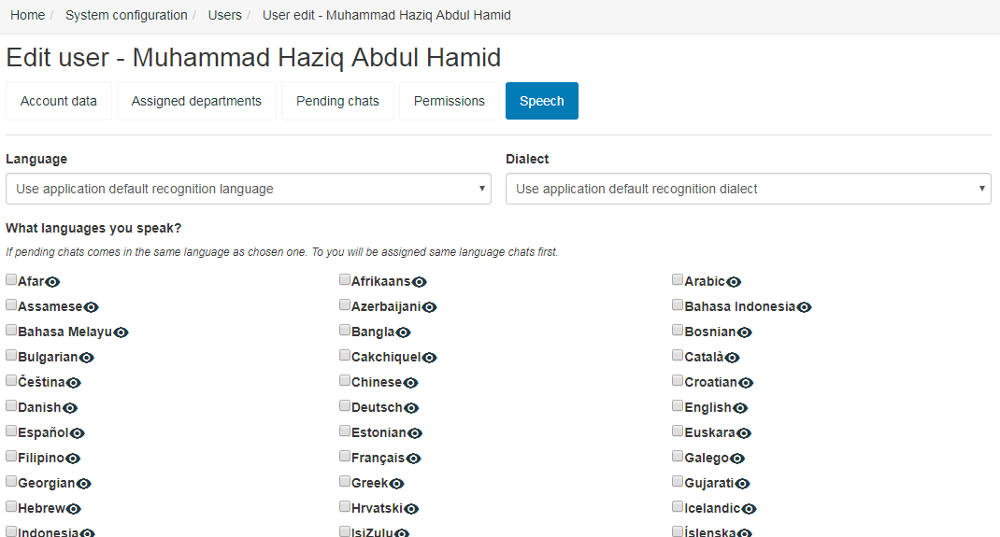 Home / System configuration / Users / User edit - Muhammad Haziq Abdul Hamid
Edit user - Muhammad Haziq Abdul Hamid
Account data Assigned departments Pending chats Permissions Speech
Language Dialect
Use application default recognition language Use application default recognition dialect
What languages you speak?
If pending chats comes in the same language as chosen one. To you will be assigned same language chats first.
Afar Afrikaans Arabic
Assamese Azerbaijani Bahasa Indonesia
Bahasa Melayu Bangla Bosnian
Bulgarian Cakchiquel Català
Čeština Chinese Croatian
Danish Deutsch English
Español Estonian Euskara
Filipino Français Galego
Georgian Greek Gujarati
Hebrew Hrvatski Icelandic
Indonesia IsiZulu Íslenska